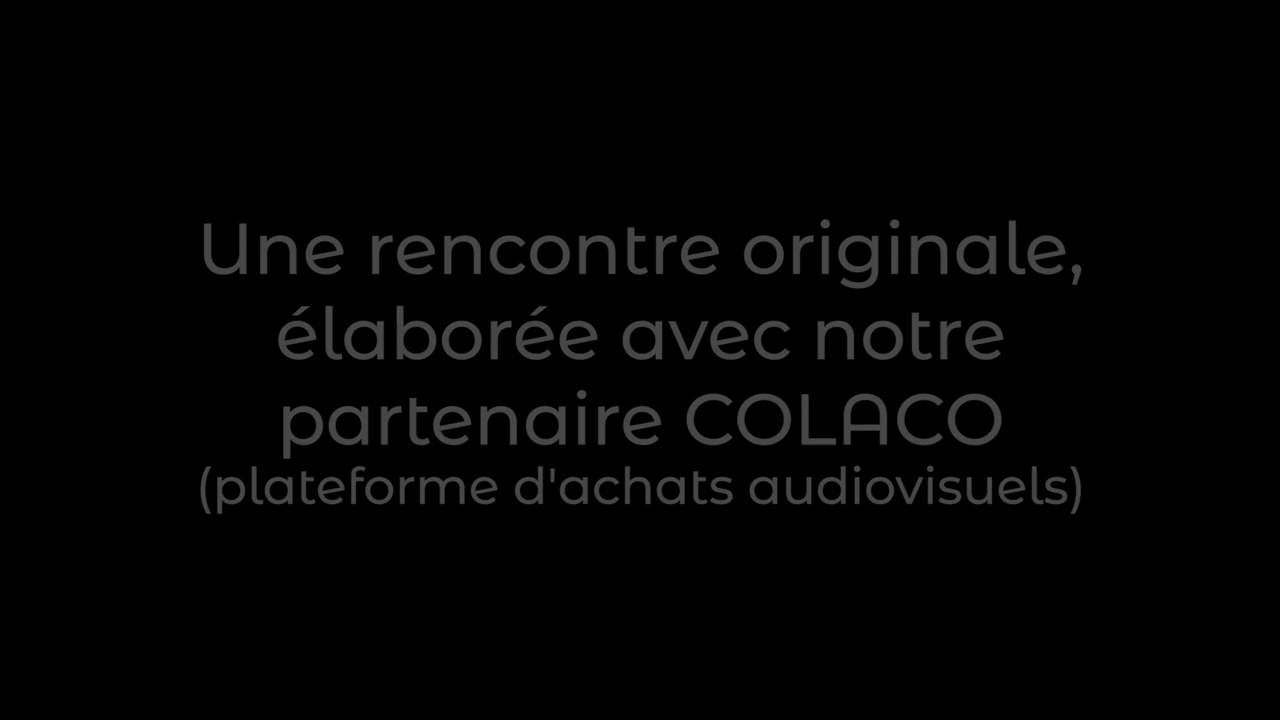 Une rencontre originale,
élaborée avec notre
partenaire COLACO
(plateforme d'achats audiovisuels)